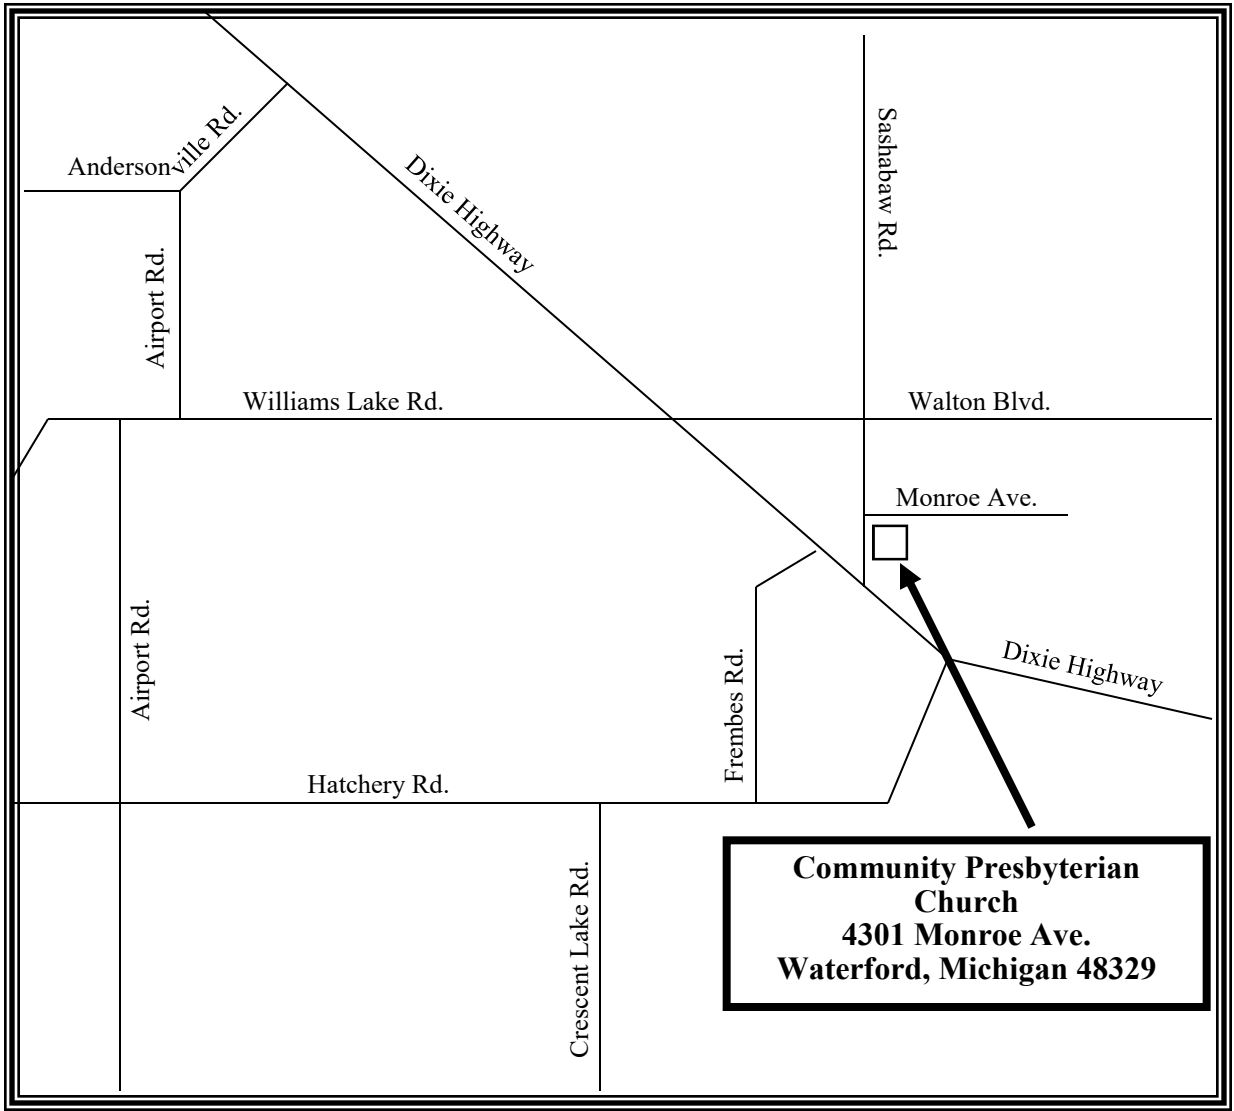 Andersonville Rd.
Sashabaw Rd.
Dixie Highway
Airport Rd.
Williams Lake Rd.
Walton Blvd.
Monroe Ave.
Airport Rd.
Frembes Rd.
Dixie Highway
Hatchery Rd.
Crescent Lake Rd.
Community Presbyterian
Church
4301 Monroe Ave.
Waterford, Michigan 48329